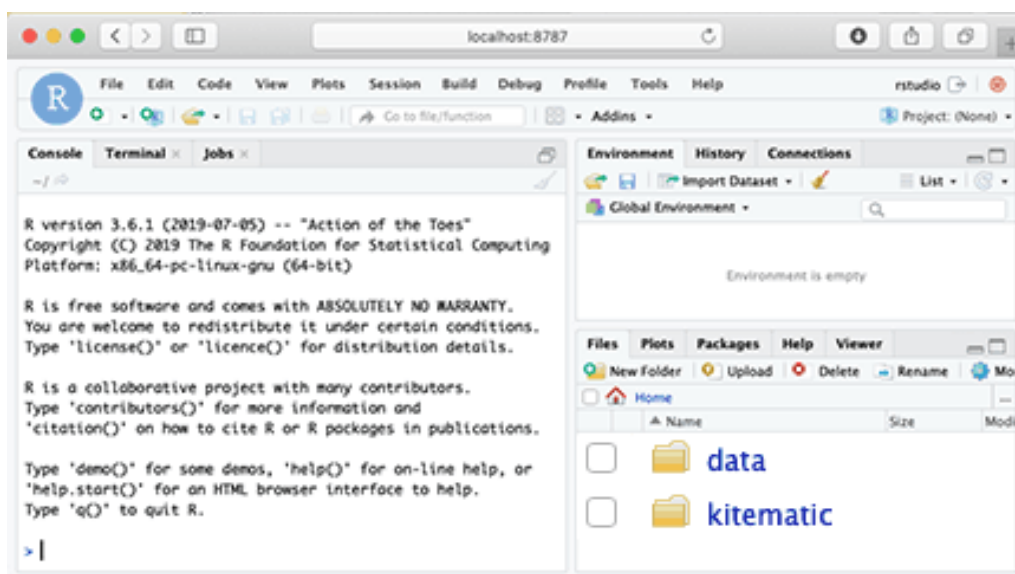 localhost:8787
R
File Edit Code View Plots Session Build Debug Profile Tools Help
rstudio
Go to file/function
Addins
R Project: (None)
Console Terminal Jobs
~/
R version 3.6.1 (2019-07-05) -- "Action of the Toes"
Copyright (C) 2019 The R Foundation for Statistical Computing
Platform: x86_64-pc-linux-gnu (64-bit)
R is free software and comes with ABSOLUTELY NO WARRANTY.
You are welcome to redistribute it under certain conditions.
Type 'license()' or 'licence()' for distribution details.
R is a collaborative project with many contributors.
Type 'contributors()' for more information and
'citation()' on how to cite R or R packages in publications.
Type 'demo()' for some demos, 'help()' for on-line help, or
'help.start()' for an HTML browser interface to help.
Type 'q()' to quit R.
>
Environment History Connections
Import Dataset
List
Global Environment
Environment is empty
Files Plots Packages Help Viewer
New Folder Upload Delete Rename Mo
Home
...
Name Size Modi
data
kitematic